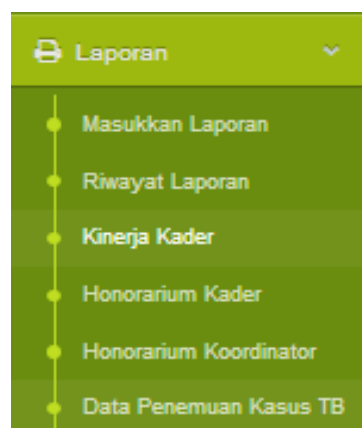 Laporan
Masukkan Laporan
Riwayat Laporan
Kinerja Kader
Honorarium Kader
Honorarium Koordinator
Data Penemuan Kasus TB